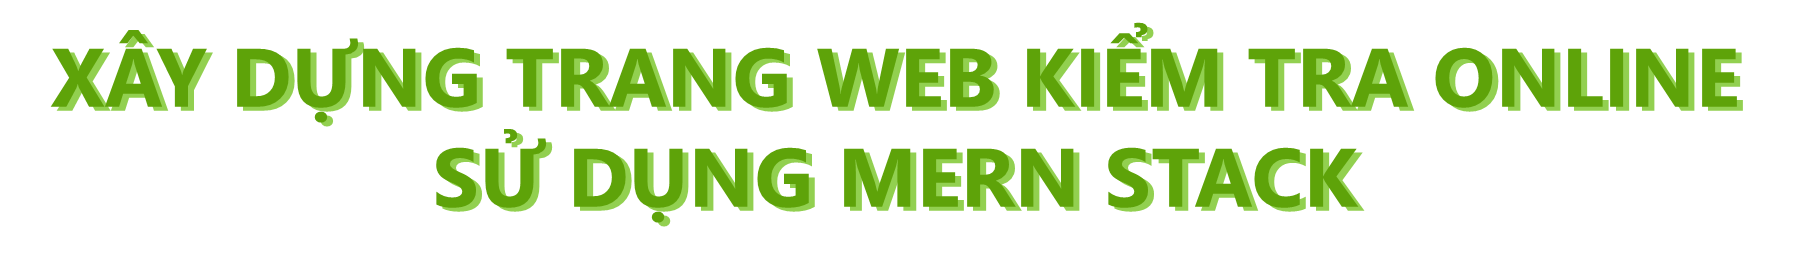 XÂY DỰNG TRANG WEB KIỂM TRA ONLINE
SỬ DỤNG MERN STACK